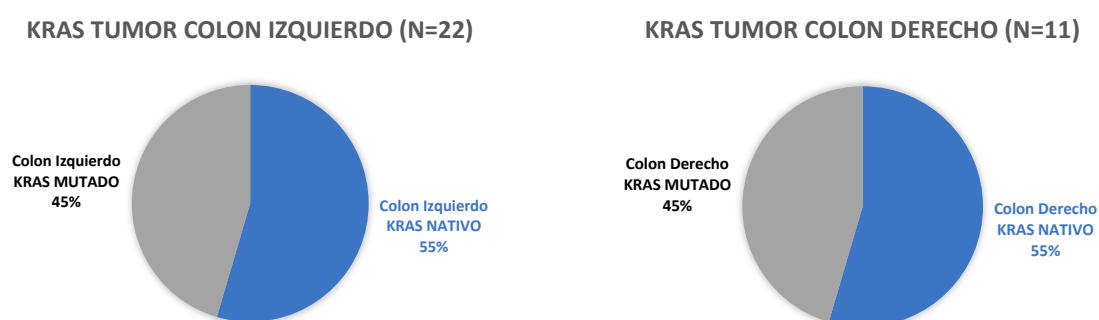 KRAS TUMOR COLON IZQUIERDO (N=22)
Colon Izquierdo
KRAS MUTADO
45%
Colon Izquierdo
KRAS NATIVO
55%
KRAS TUMOR COLON DERECHO (N=11)
Colon Derecho
KRAS MUTADO
45%
Colon Derecho
KRAS NATIVO
55%